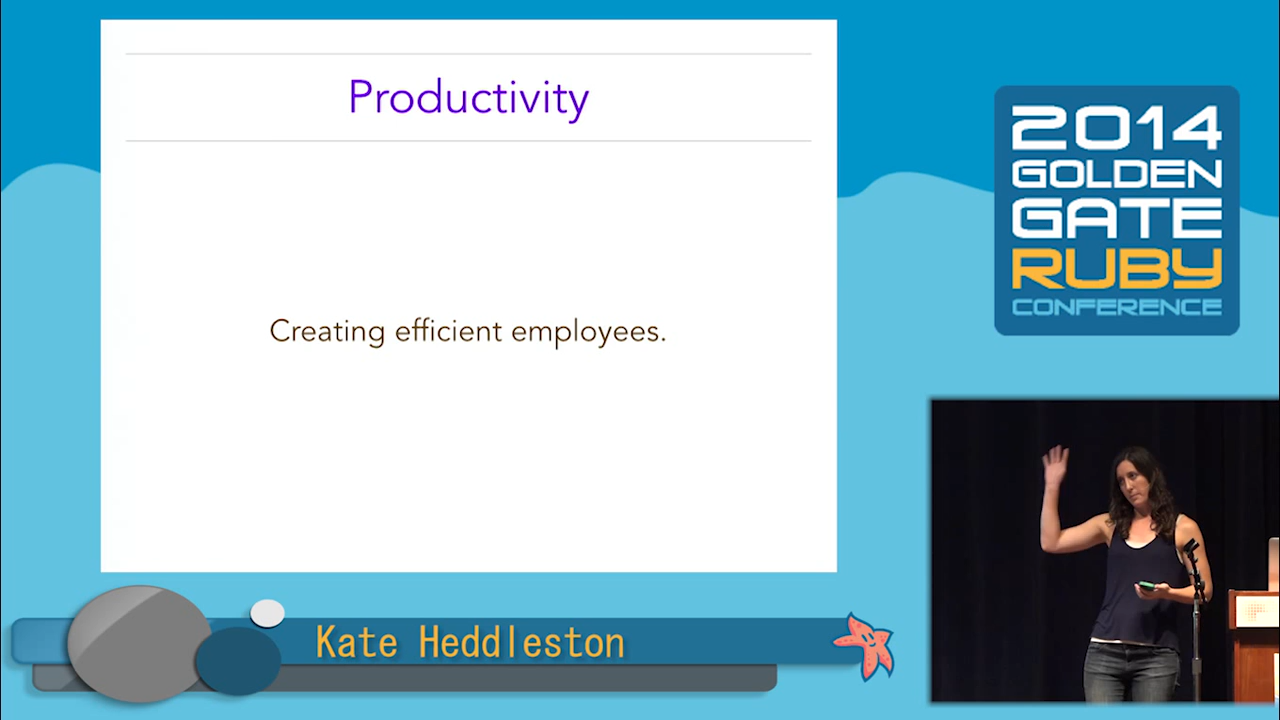 Productivity
Creating efficient employees.
2014
GOLDEN
GATE
RUBY
CONFERENCE
Kate Heddleston